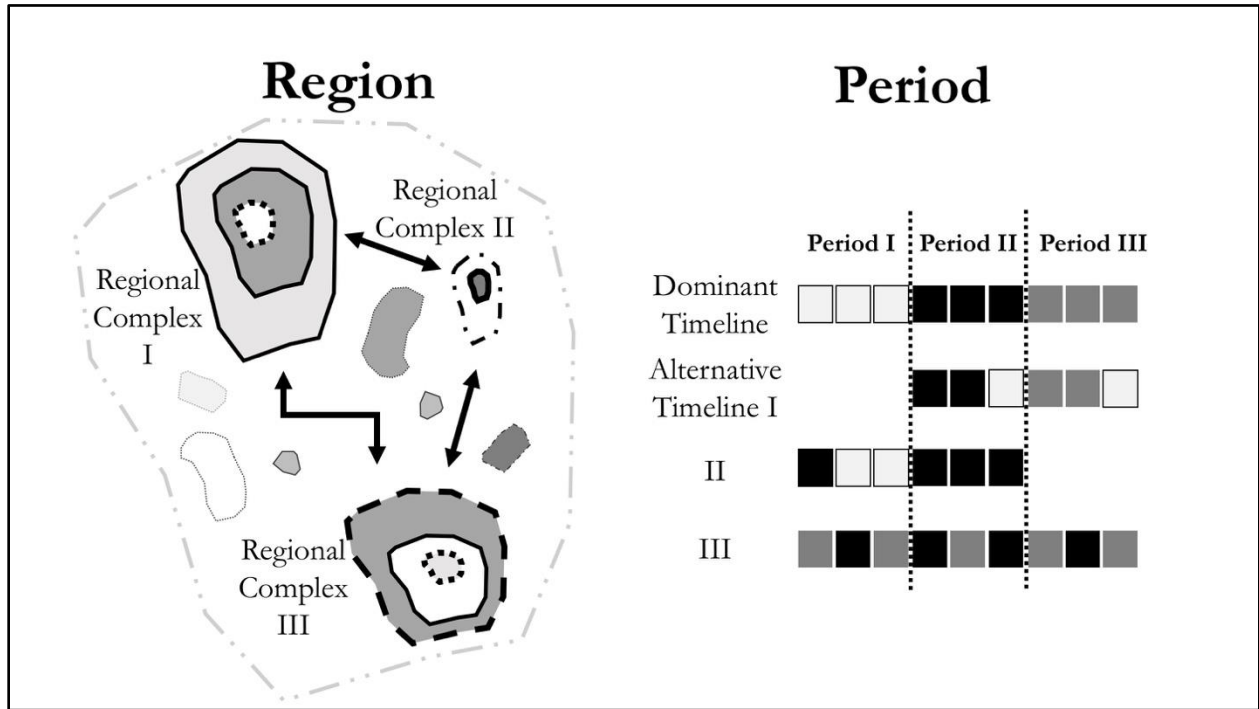 Region
Regional
Complex II
Regional
Complex
I
Regional
Complex
III
Period
Period I
Period II
Period III
Dominant
Timeline
Alternative
Timeline I
II
III